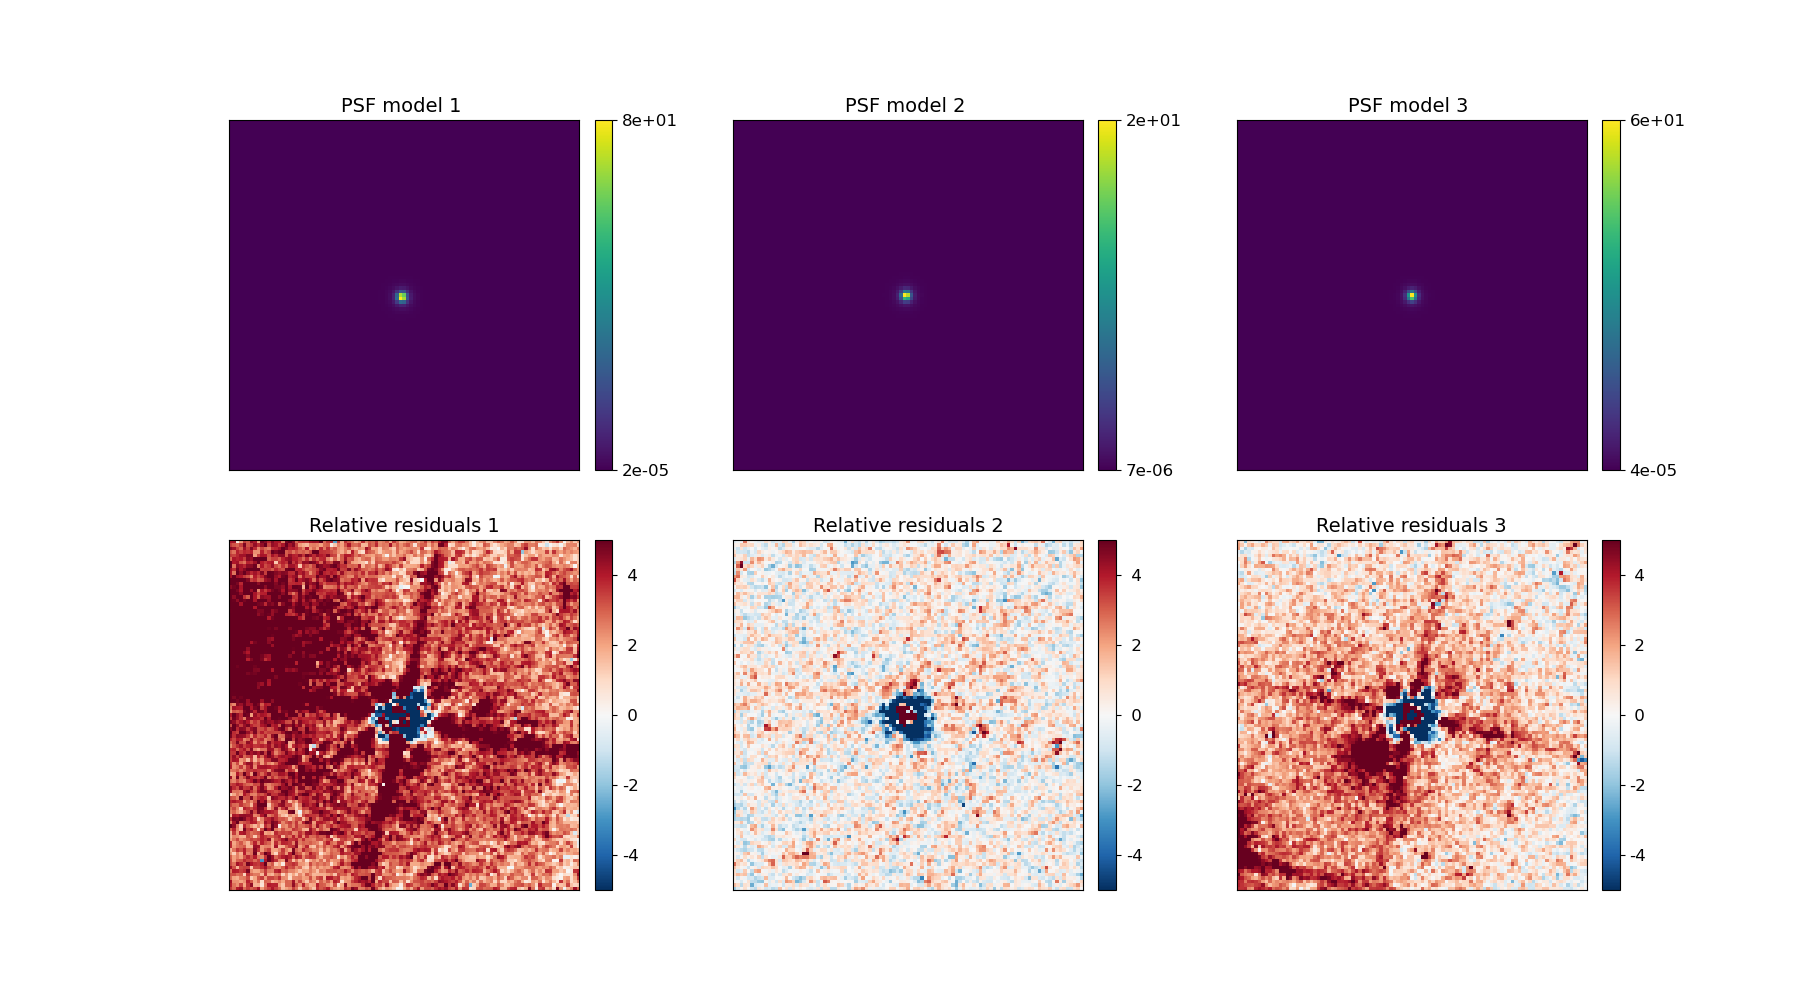 PSF model 1
PSF model 2
PSF model 3
8e+01
2e+01
6e+01
2e-05
7e-06
4e-05
Relative residuals 1
Relative residuals 2
Relative residuals 3
4
2
0
-2
-4
4
2
0
-2
-4
4
2
0
-2
-4